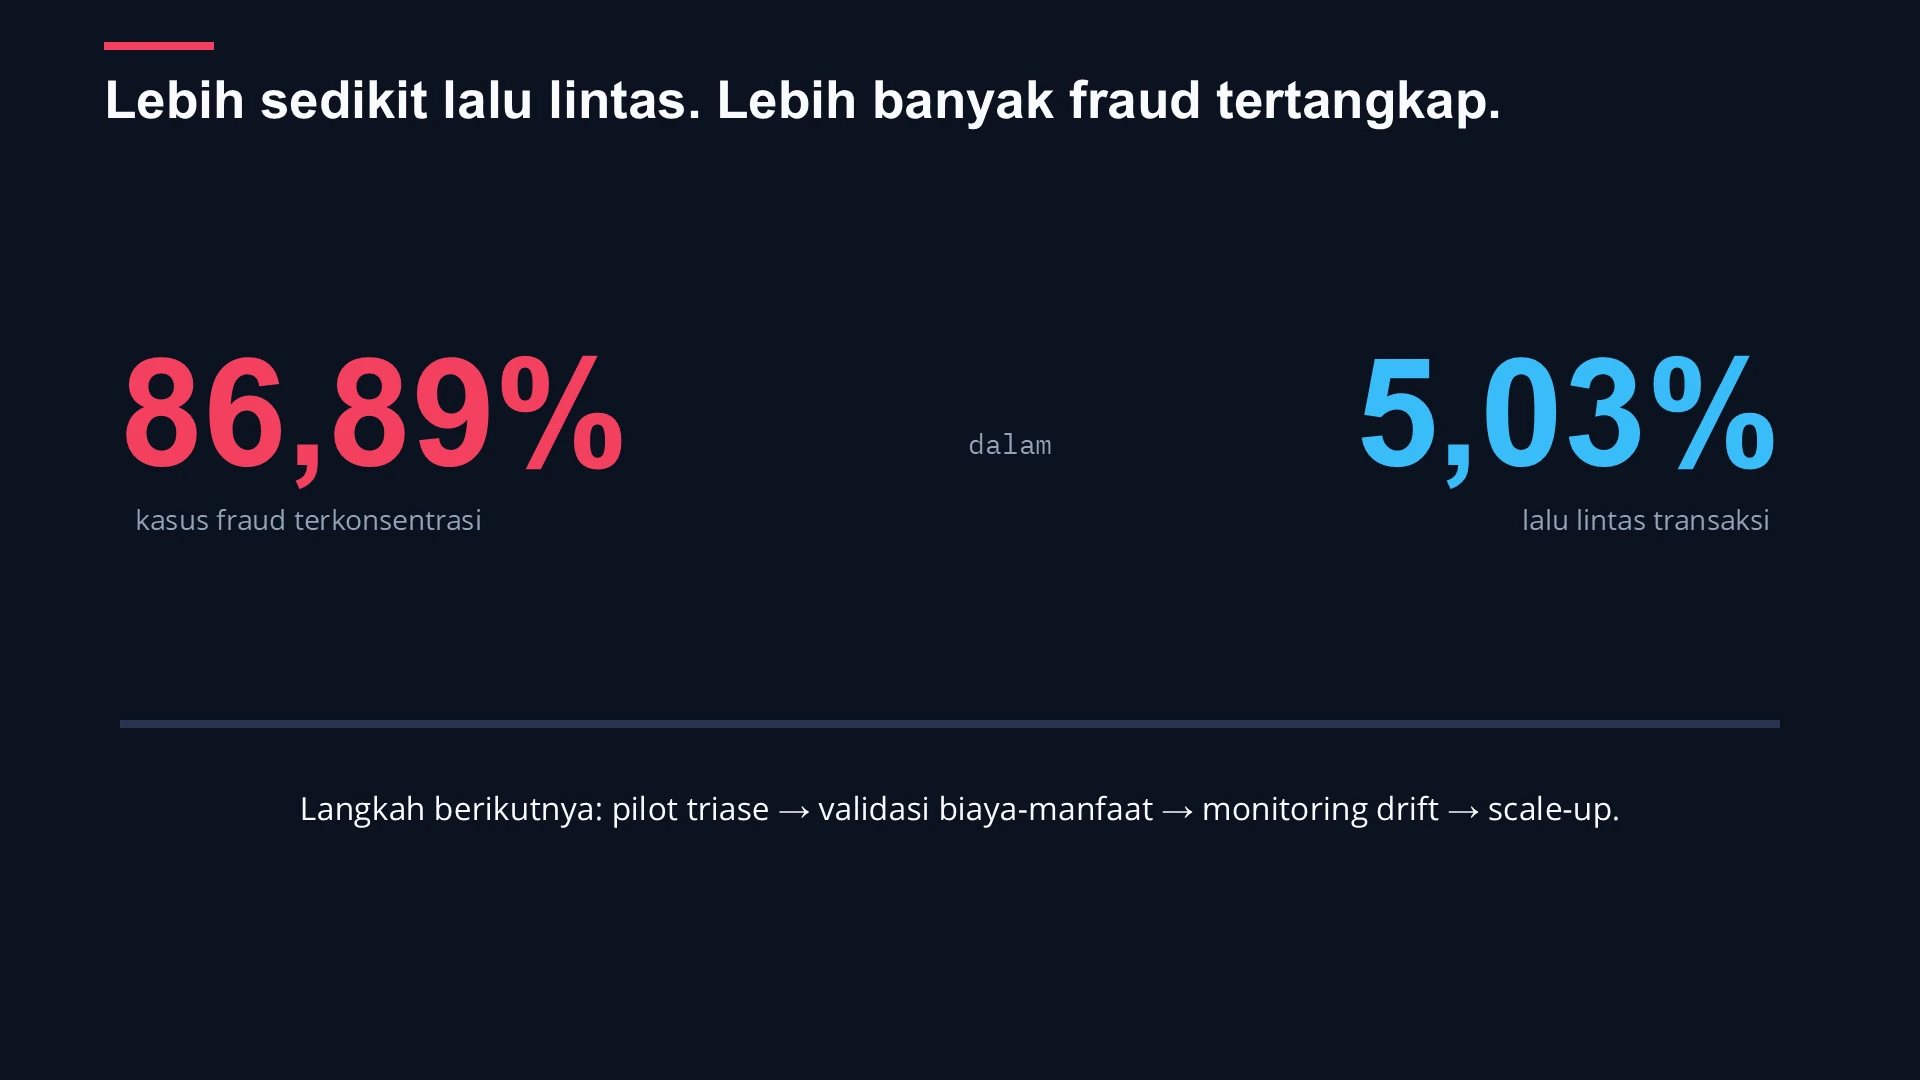 Lebih sedikit lalu lintas. Lebih banyak fraud tertangkap.
86,89%
kasus fraud terkonsentrasi
dalam
5,03%
lalu lintas transaksi
Langkah berikutnya: pilot triase → validasi biaya-manfaat → monitoring drift → scale-up.